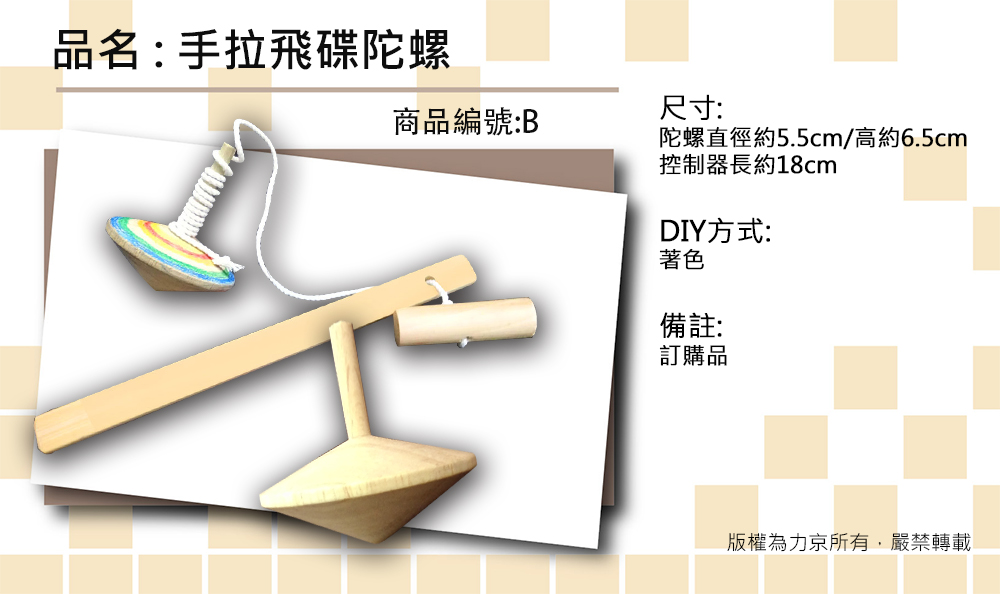 品名 : 手拉飛碟陀螺
商品編號:B
尺寸:
陀螺直徑約5.5cm/高約6.5cm
控制器長約18cm
DIY方式:
著色
備註:
訂購品
版權為力京所有，嚴禁轉載